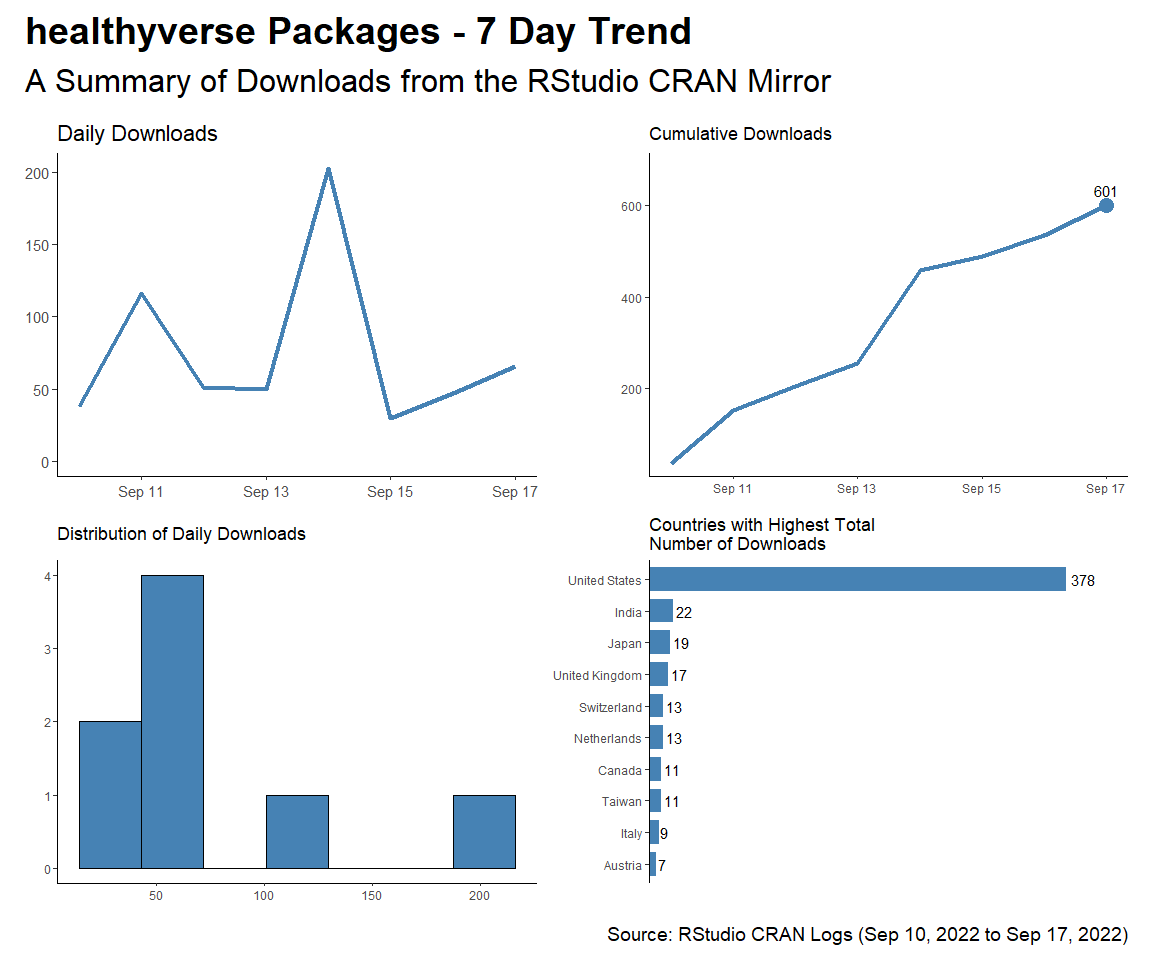 healthyverse Packages - 7 Day Trend
A Summary of Downloads from the RStudio CRAN Mirror
Daily Downloads
200
150
100
50
0
Sep 11 Sep 13 Sep 15 Sep 17
Cumulative Downloads
601
600
400
200
Sep 11 Sep 13 Sep 15 Sep 17
Distribution of Daily Downloads
4
3
2
1
0
50 100 150 200
Countries with Highest Total
Number of Downloads
United States 378
India 22
Japan 19
United Kingdom 17
Switzerland 13
Netherlands 13
Canada 11
Taiwan 11
Italy 9
Austria 7
Source: RStudio CRAN Logs (Sep 10, 2022 to Sep 17, 2022)